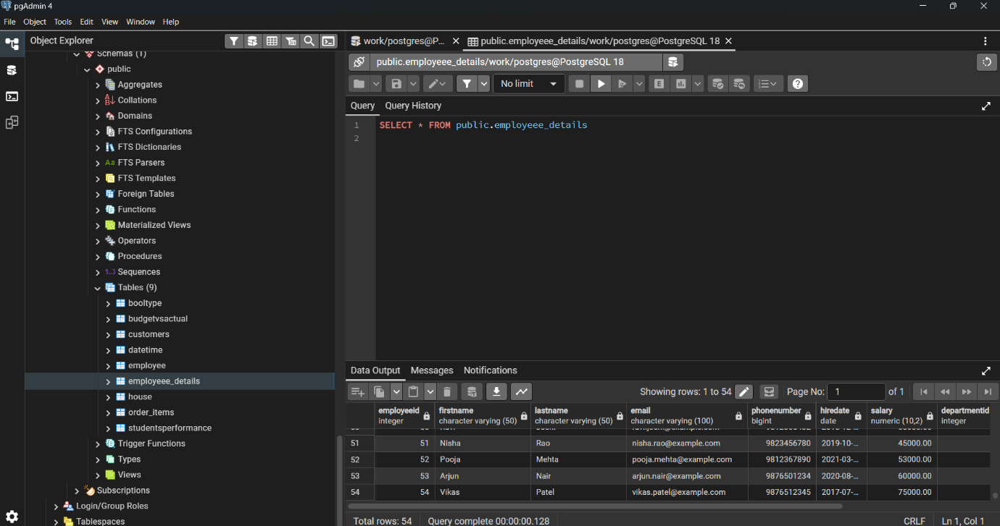 pgAdmin 4
File Object Tools Edit View Window Help
Object Explorer
work/postgres@P...
public.employeee_details/work/postgres@PostgreSQL 18
public.employeee_details/work/postgres@PostgreSQL 18
No limit
E
Query Query History
1 SELECT * FROM public.employeee_details
2
Schemas (1)
public
Aggregates
Collations
Domains
FTS Configurations
FTS Dictionaries
Aa FTS Parsers
FTS Templates
Foreign Tables
Functions
Materialized Views
Operators
Procedures
1..3 Sequences
Tables (9)
booltype
budgetvsactual
customers
datetime
employee
employeee_details
house
order_items
studentsperformance
Trigger Functions
Types
Views
Subscriptions
Login/Group Roles
Tablespaces
Data Output Messages Notifications
Showing rows: 1 to 54 Page No: 1 of 1
employeeid firstname lastname email phonenumber hiredate salary departmentid
integer character varying (50) character varying (50) character varying (100) bigint date numeric (10,2) integer
51 51 Nisha Rao nisha.rao@example.com 9823456780 2019-10-... 45000.00
52 52 Pooja Mehta pooja.mehta@example.com 9812367890 2021-03-... 53000.00
53 53 Arjun Nair arjun.nair@example.com 9876501234 2020-08-... 60000.00
54 54 Vikas Patel vikas.patel@example.com 9876512345 2017-07-... 75000.00
Total rows: 54 Query complete 00:00:00.128 CRLF Ln 1, Col 1